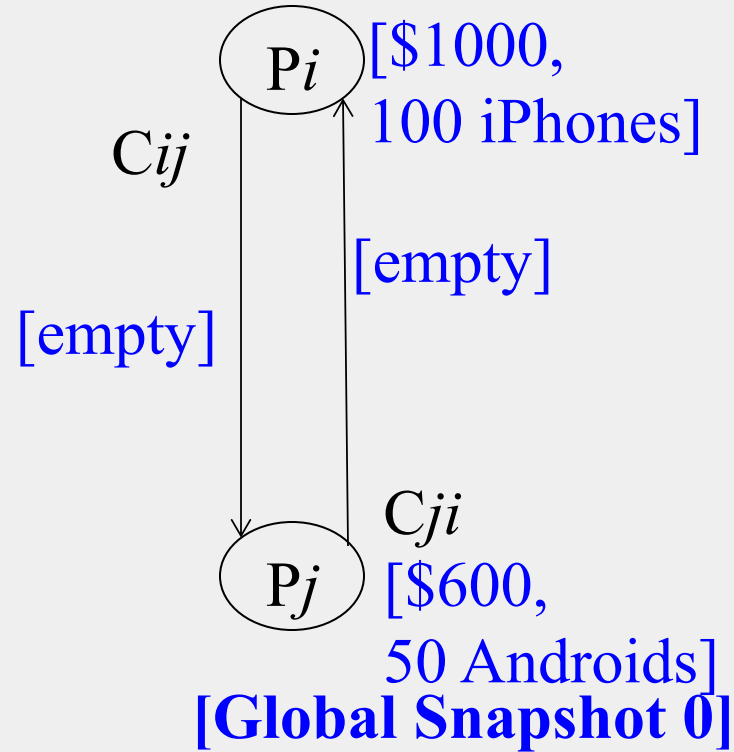 Pi
[$1000,
100 iPhones]
Cij
[empty]
[empty]
Cji
Pj
[$600,
50 Androids]
[Global Snapshot 0]